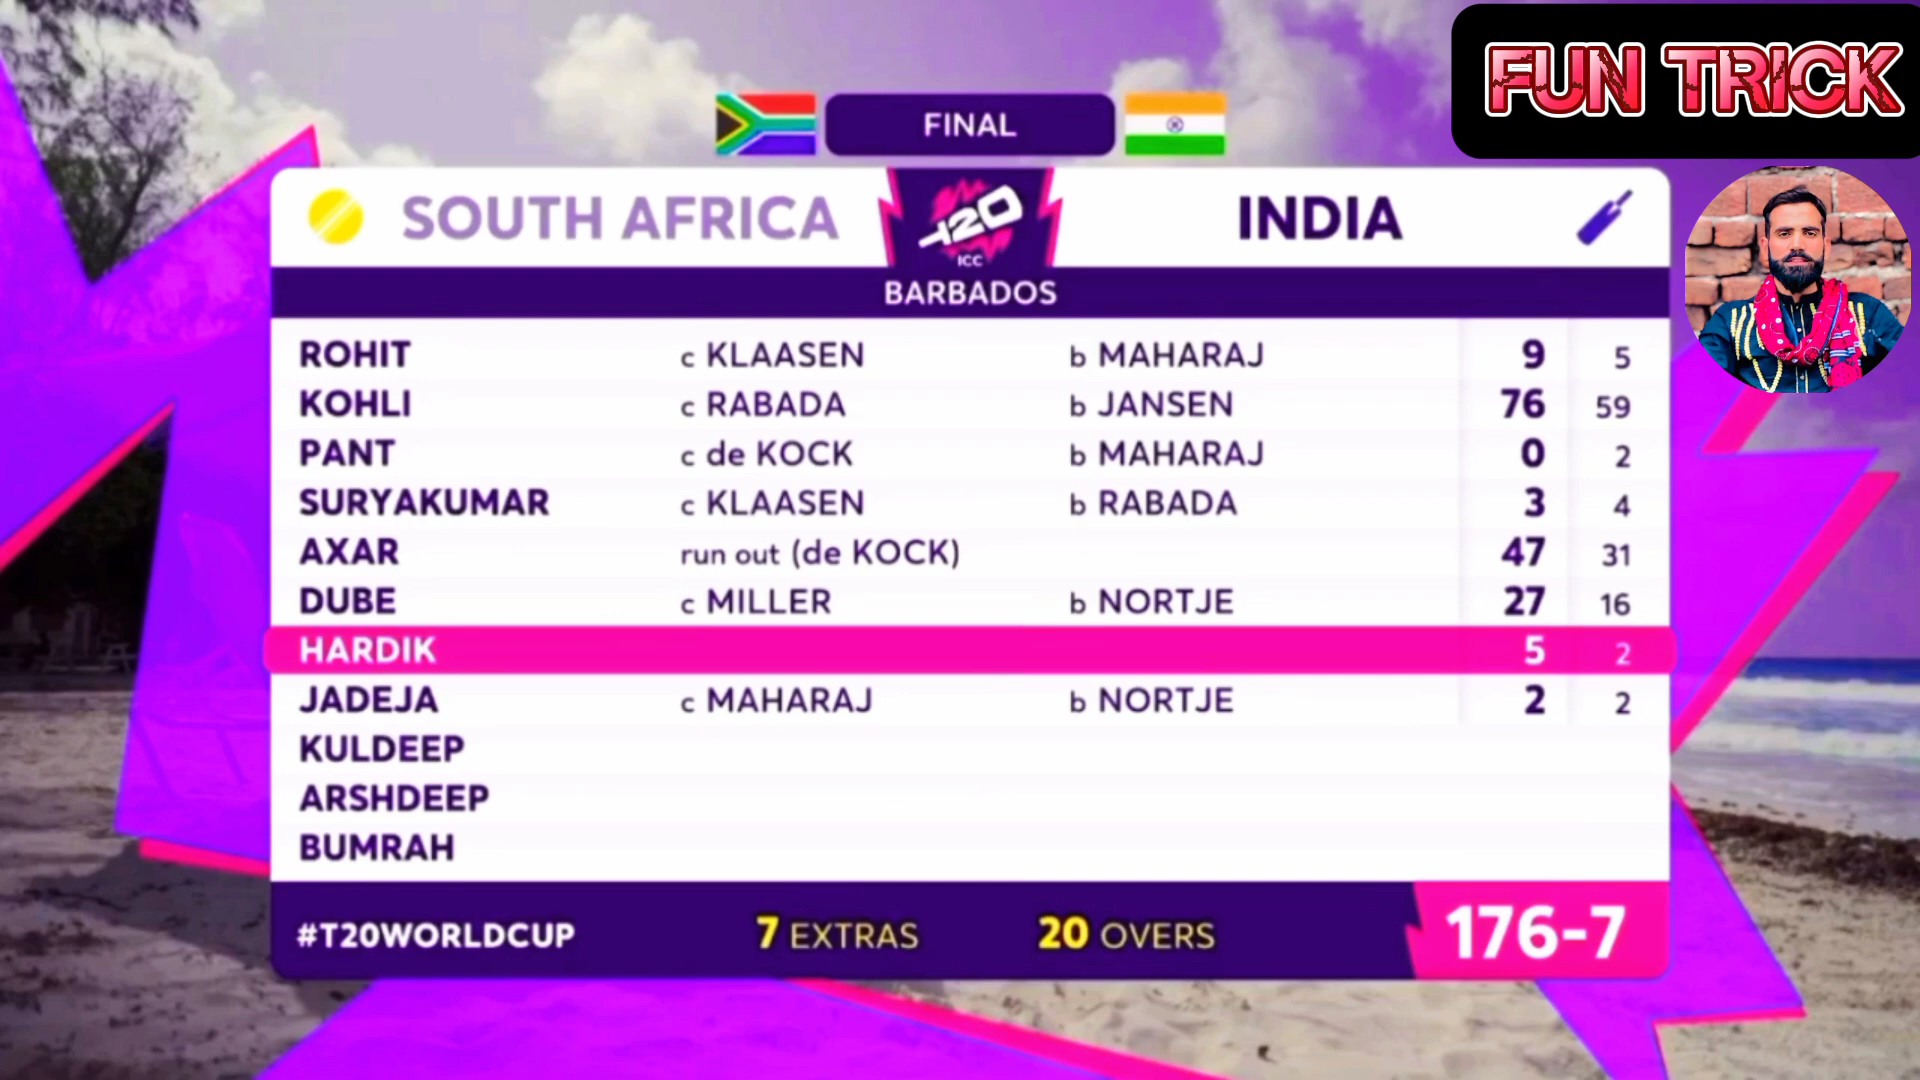 FUN TRICK
FINAL
SOUTH AFRICA
T20
ICC
INDIA
BARBADOS
ROHIT c KLAASEN b MAHARAJ 9 5
KOHLI c RABADA b JANSEN 76 59
PANT c de KOCK b MAHARAJ 0 2
SURYAKUMAR c KLAASEN b RABADA 3 4
AXAR run out (de KOCK) 47 31
DUBE c MILLER b NORTJE 27 16
HARDIK 5 2
JADEJA c MAHARAJ b NORTJE 2 2
KULDEEP
ARSHDEEP
BUMRAH
#T20WORLDCUP 7 EXTRAS 20 OVERS 176-7